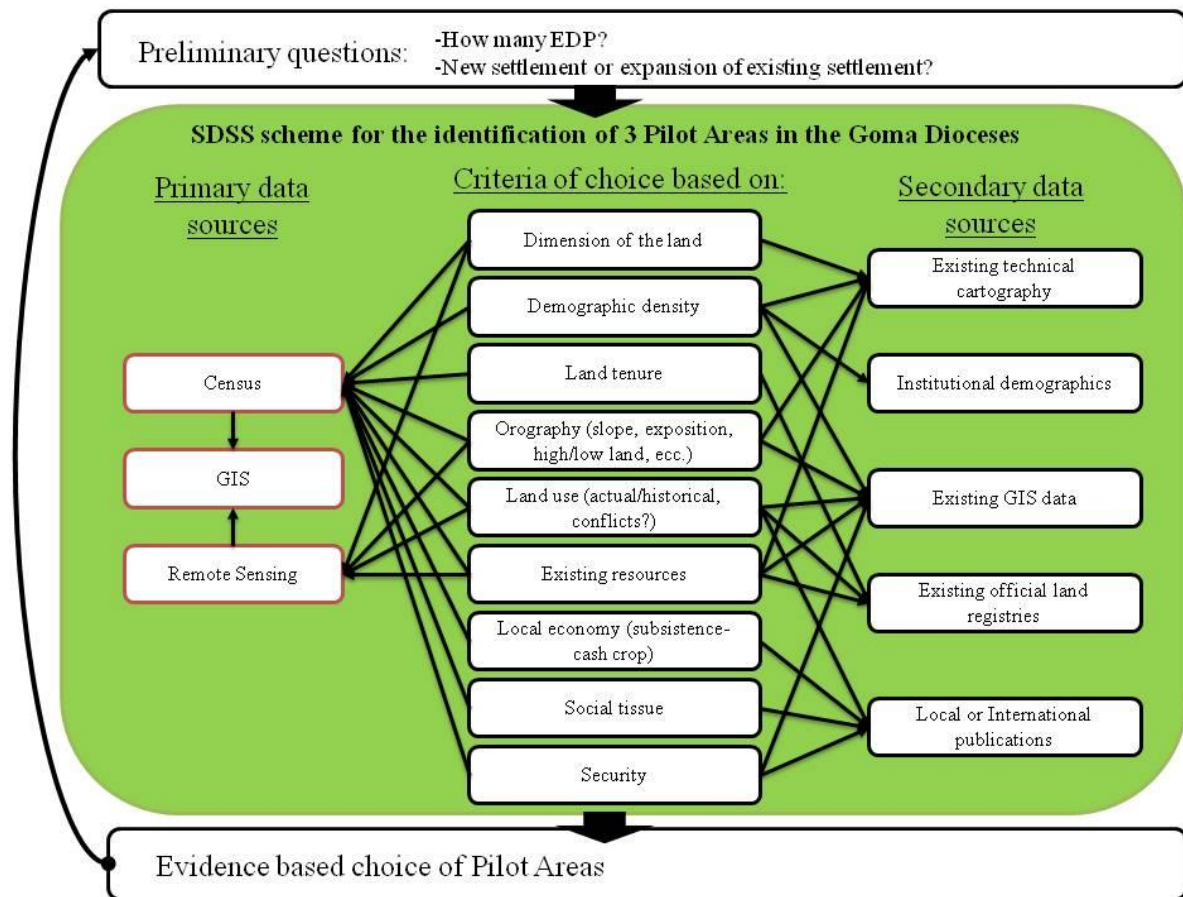 Preliminary questions:
-How many EDP?
-New settlement or expansion of existing settlement?
SDSS scheme for the identification of 3 Pilot Areas in the Goma Dioceses
Primary data
sources
Criteria of choice based on:
Secondary data
sources
Census
GIS
Remote Sensing
Dimension of the land
Demographic density
Land tenure
Orography (slope, exposition,
high/low land, ecc.)
Land use (actual/historical,
conflicts?)
Existing resources
Local economy (subsistence-
cash crop)
Social tissue
Security
Existing technical
cartography
Institutional demographics
Existing GIS data
Existing official land
registries
Local or International
publications
Evidence based choice of Pilot Areas